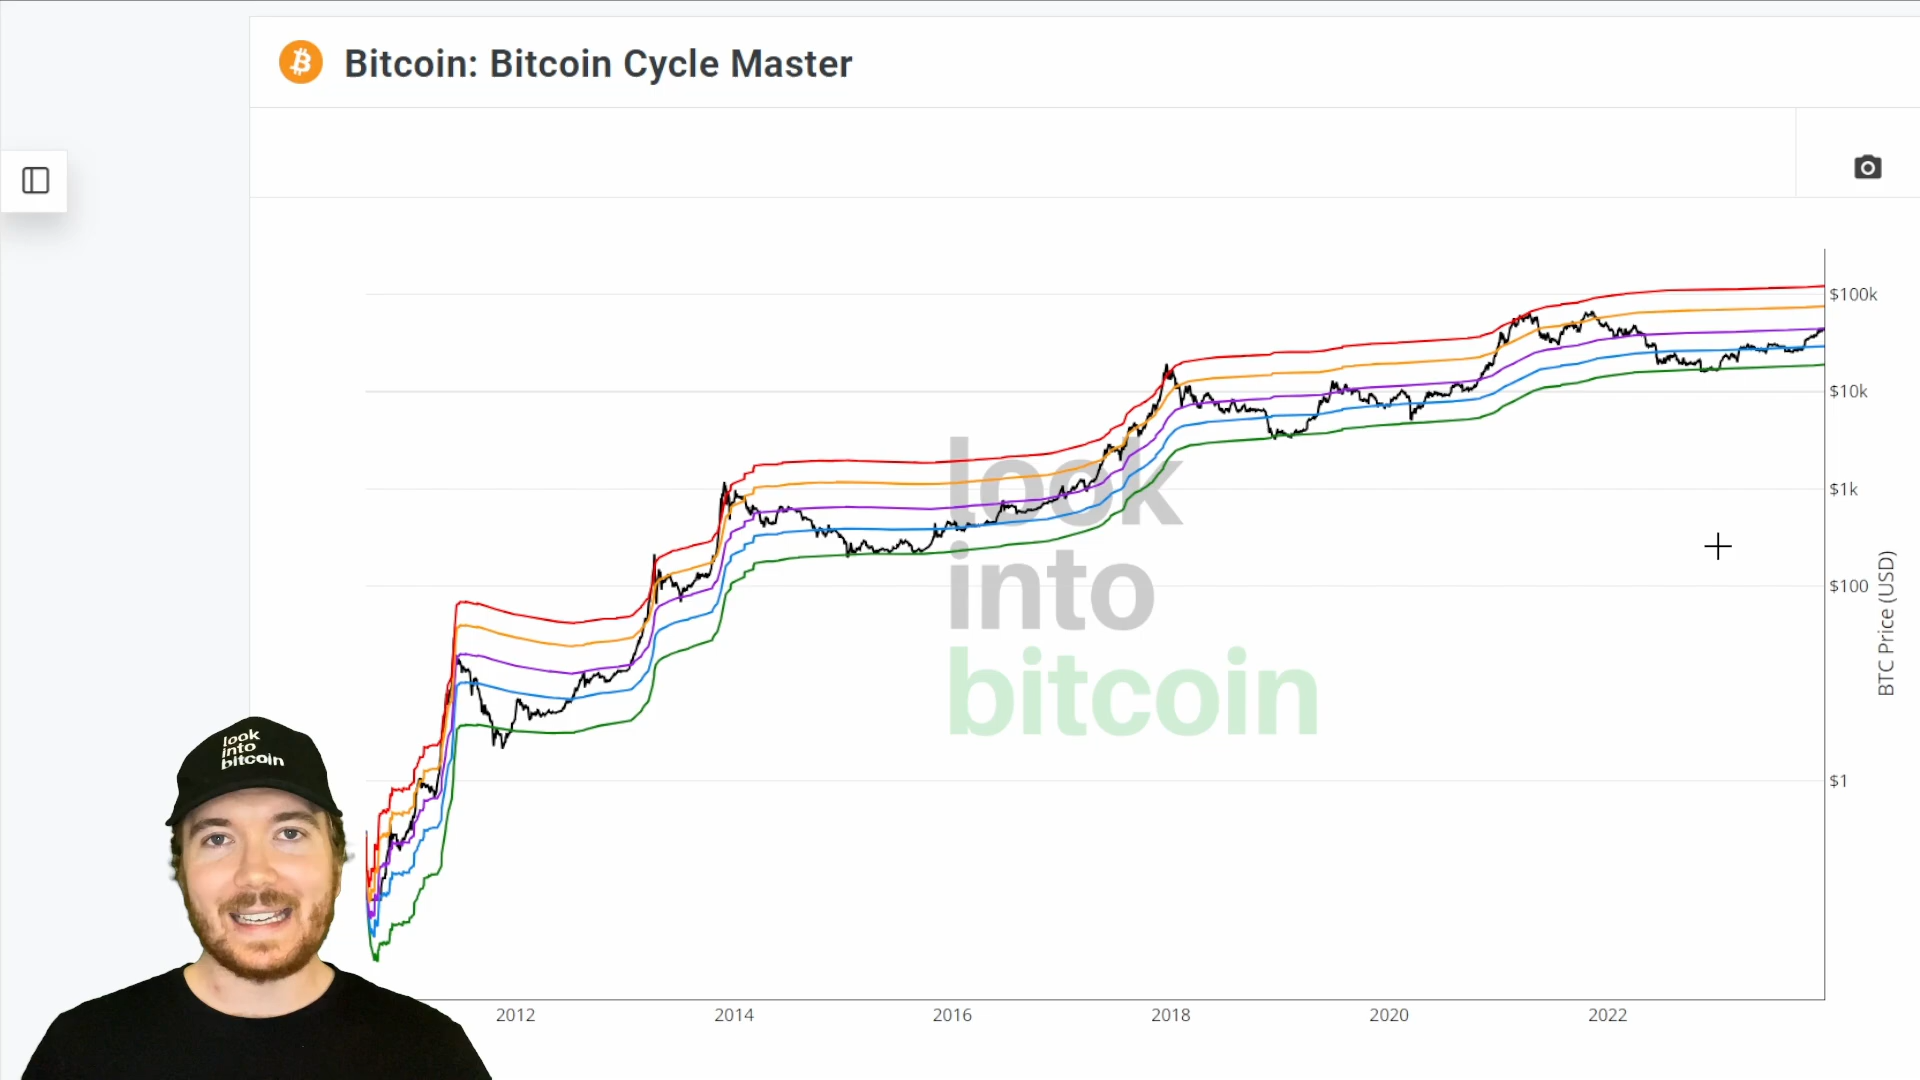 Bitcoin: Bitcoin Cycle Master
$100k
$10k
$1k
$100
$1
BTC Price (USD)
look
into
bitcoin
look
into
bitcoin
2012
2014
2016
2018
2020
2022